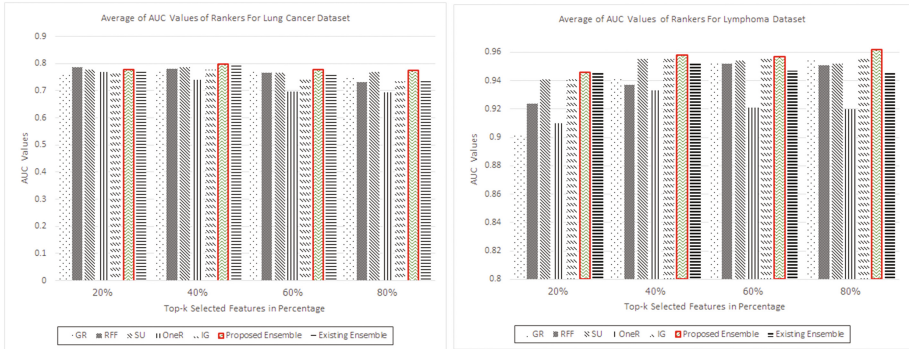 Average of AUC Values of Rankers For Lung Cancer Dataset
AUC Values
0.9
0.8
0.7
0.6
0.5
0.4
0.3
0.2
0.1
0
20% 40% 60% 80%
Top-k Selected Features in Percentage
GR RFF SU OneR IG Proposed Ensemble Existing Ensemble
Average of AUC Values of Rankers For Lymphoma Dataset
AUC Values
0.96
0.94
0.92
0.9
0.88
0.86
0.84
0.82
0.8
20% 40% 60% 80%
Top-k Selected Features in Percentage
GR RFF SU OneR IG Proposed Ensemble Existing Ensemble